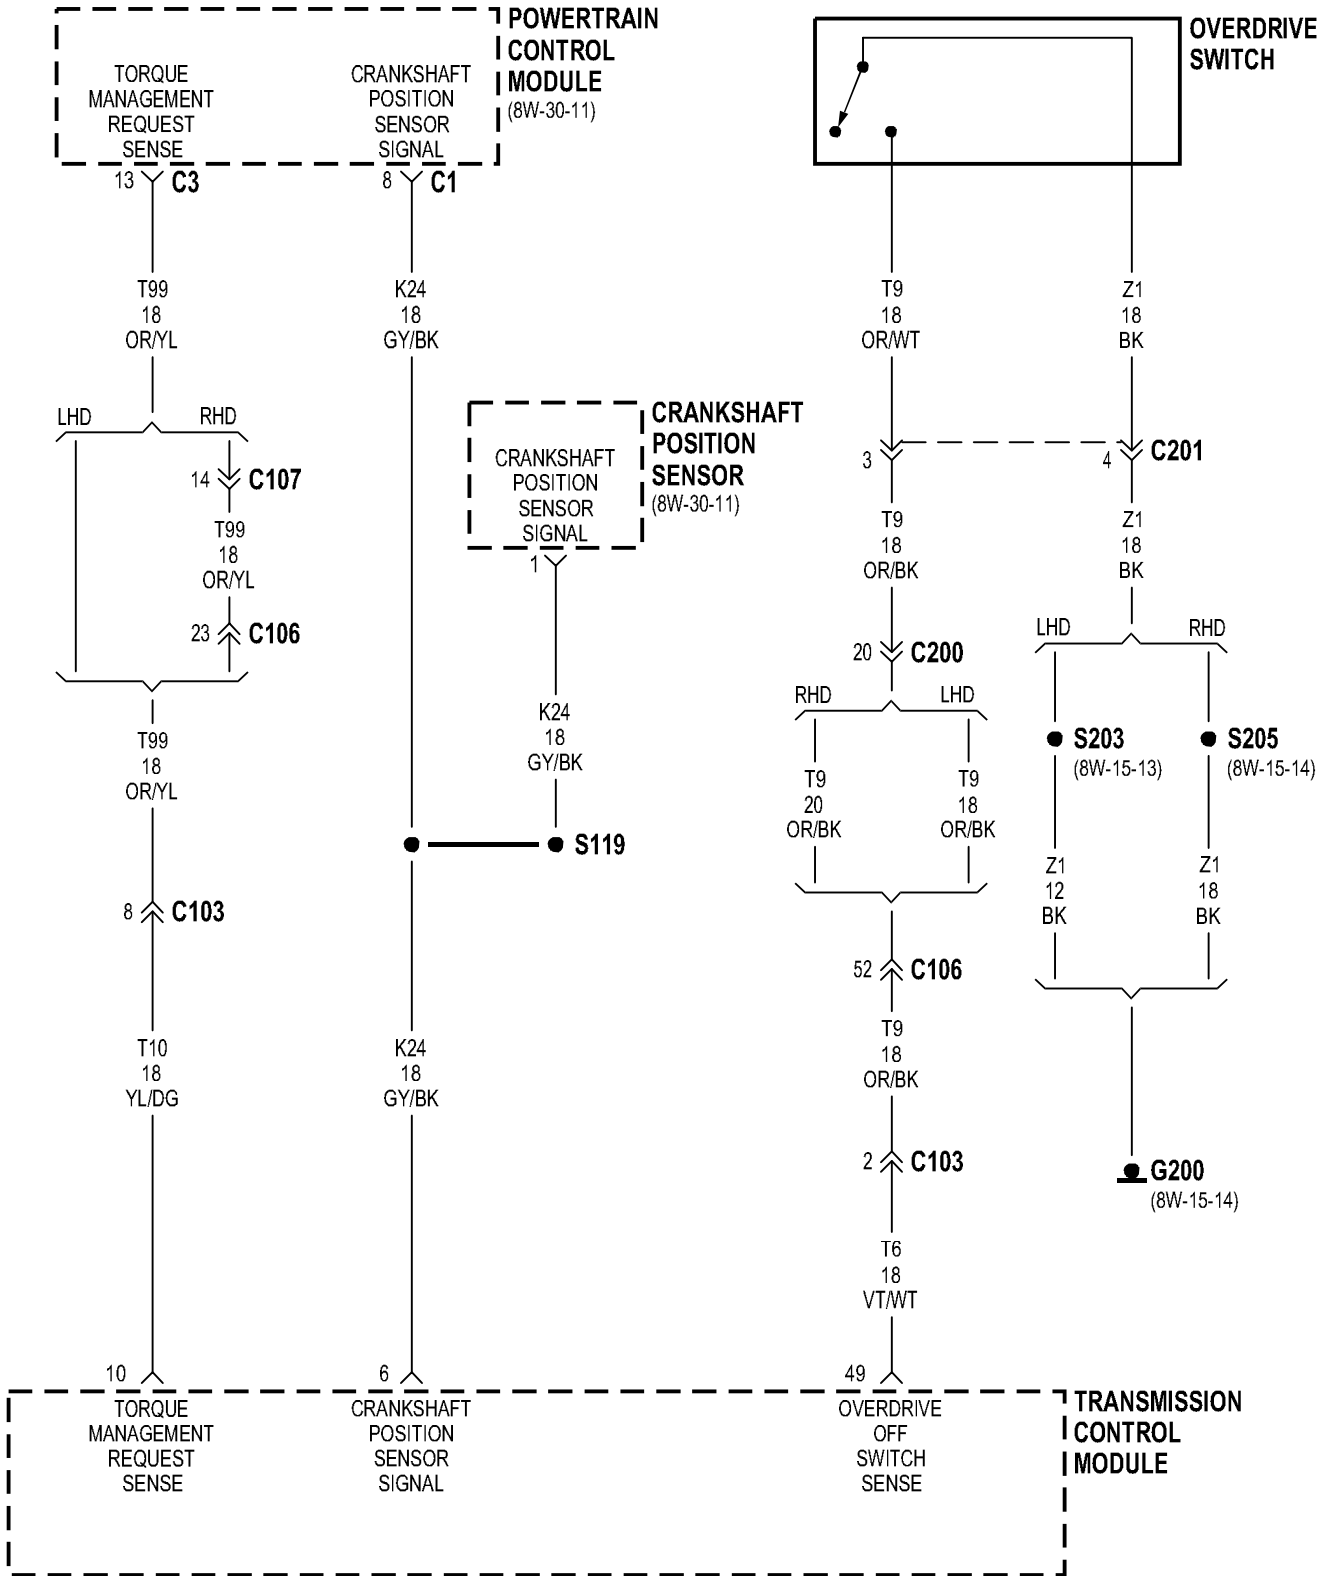 POWERTRAIN
CONTROL
MODULE
(8W-30-11)
TORQUE
MANAGEMENT
REQUEST
SENSE
CRANKSHAFT
POSITION
SENSOR
SIGNAL
13
C3
8
C1
OVERDRIVE
SWITCH
T99
18
OR/YL
K24
18
GY/BK
T9
18
OR/WT
Z1
18
BK
LHD
RHD
14
C107
T99
18
OR/YL
23
C106
CRANKSHAFT
POSITION
SENSOR
(8W-30-11)
CRANKSHAFT
POSITION
SENSOR
SIGNAL
1
3
4
C201
T9
18
OR/BK
Z1
18
BK
20
C200
LHD
RHD
RHD
LHD
T99
18
OR/YL
K24
18
GY/BK
S119
T9
20
OR/BK
T9
18
OR/BK
S203
(8W-15-13)
S205
(8W-15-14)
Z1
12
BK
Z1
18
BK
8
C103
52
C106
T10
18
YL/DG
K24
18
GY/BK
T9
18
OR/BK
2
C103
G200
(8W-15-14)
T6
18
VT/WT
10
6
49
TORQUE
MANAGEMENT
REQUEST
SENSE
CRANKSHAFT
POSITION
SENSOR
SIGNAL
OVERDRIVE
OFF
SWITCH
SENSE
TRANSMISSION
CONTROL
MODULE